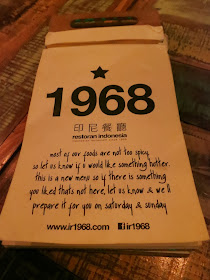 1968
印尼餐廳
restoran indonesia
most of our foods are not too spicy,
so let us know if u would like something hotter.
this is a new menu so if there is something
you liked that's not here, let us know & we'll
prepare it for you on saturday & sunday
www.ir1968.com f ir1968